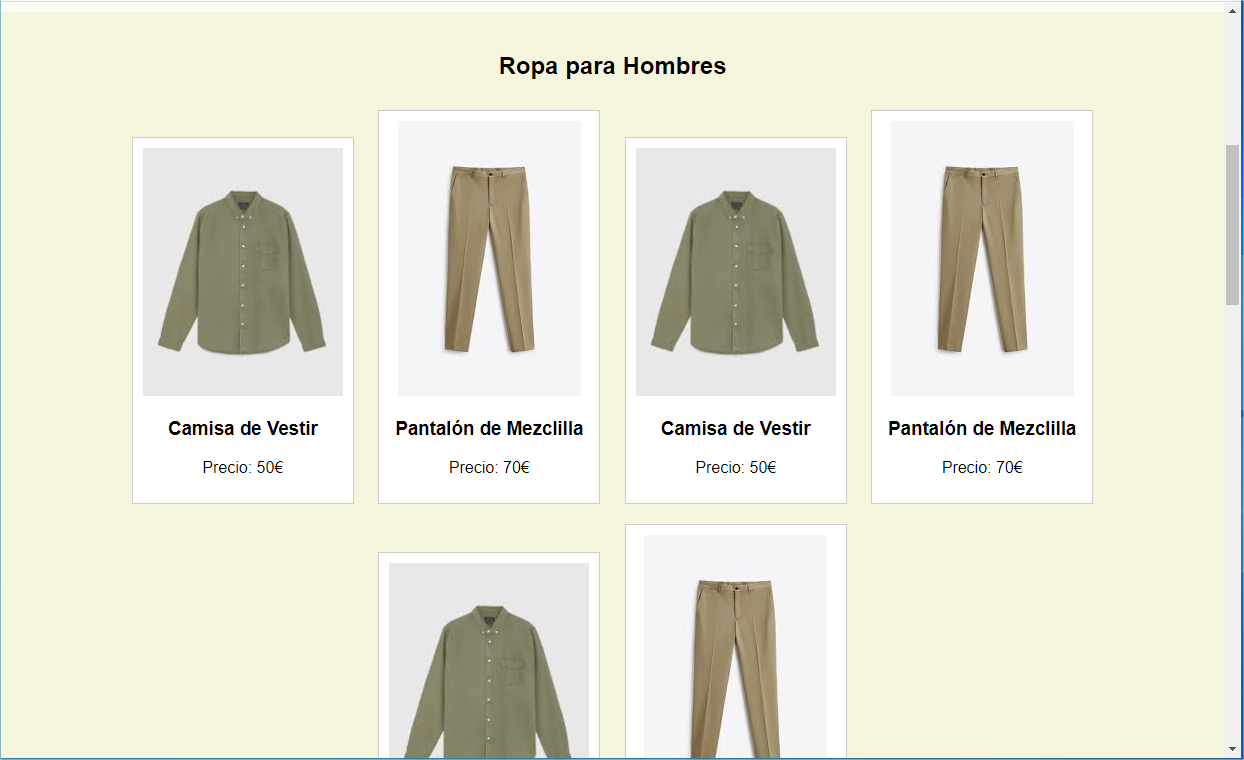 Ropa para Hombres
Camisa de Vestir
Precio: 50€
Pantalón de Mezclilla
Precio: 70€
Camisa de Vestir
Precio: 50€
Pantalón de Mezclilla
Precio: 70€